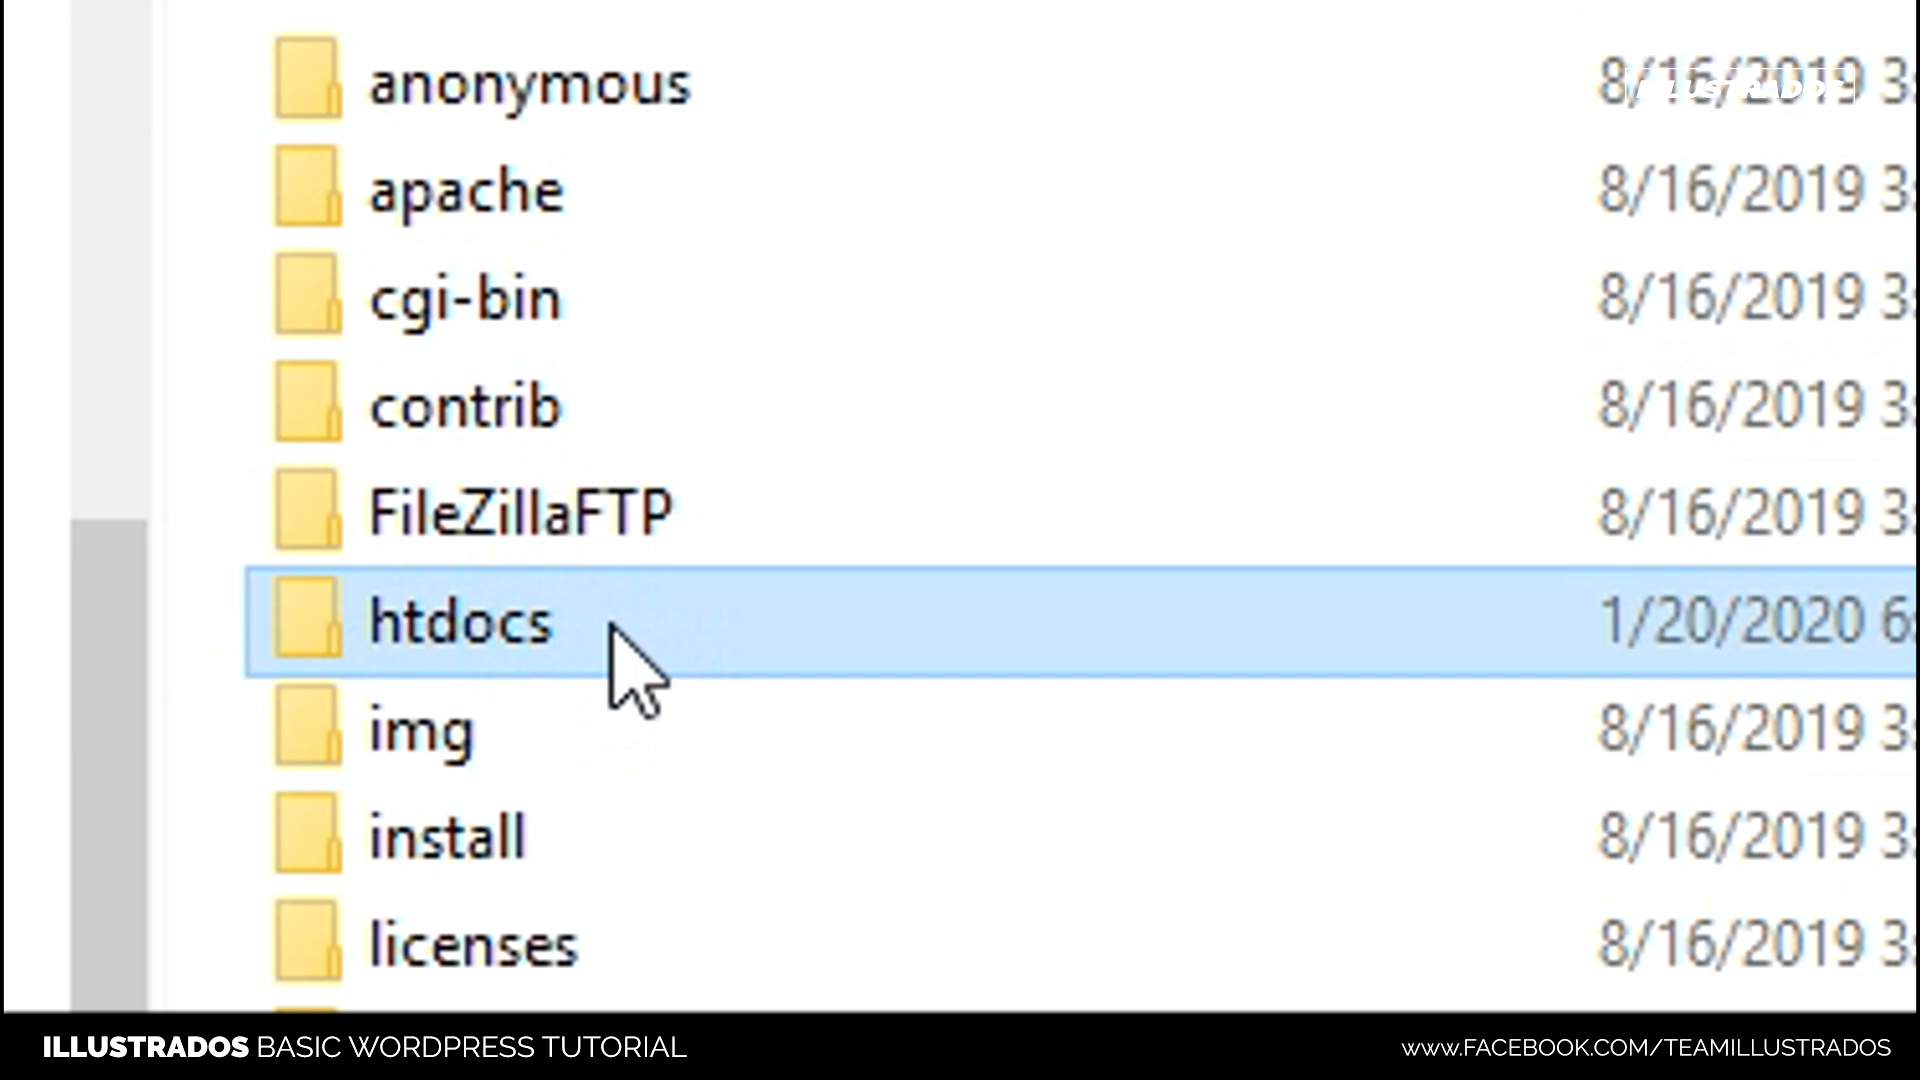 anonymous 8/16/2019 3:
ILLUSTRADOS
apache 8/16/2019 3:
cgi-bin 8/16/2019 3:
contrib 8/16/2019 3:
FileZillaFTP 8/16/2019 3:
htdocs 1/20/2020 6:
img 8/16/2019 3:
install 8/16/2019 3:
licenses 8/16/2019 3:
ILLUSTRADOS BASIC WORDPRESS TUTORIAL
www.FACEBOOK.COM/TEAMILLUSTRADOS